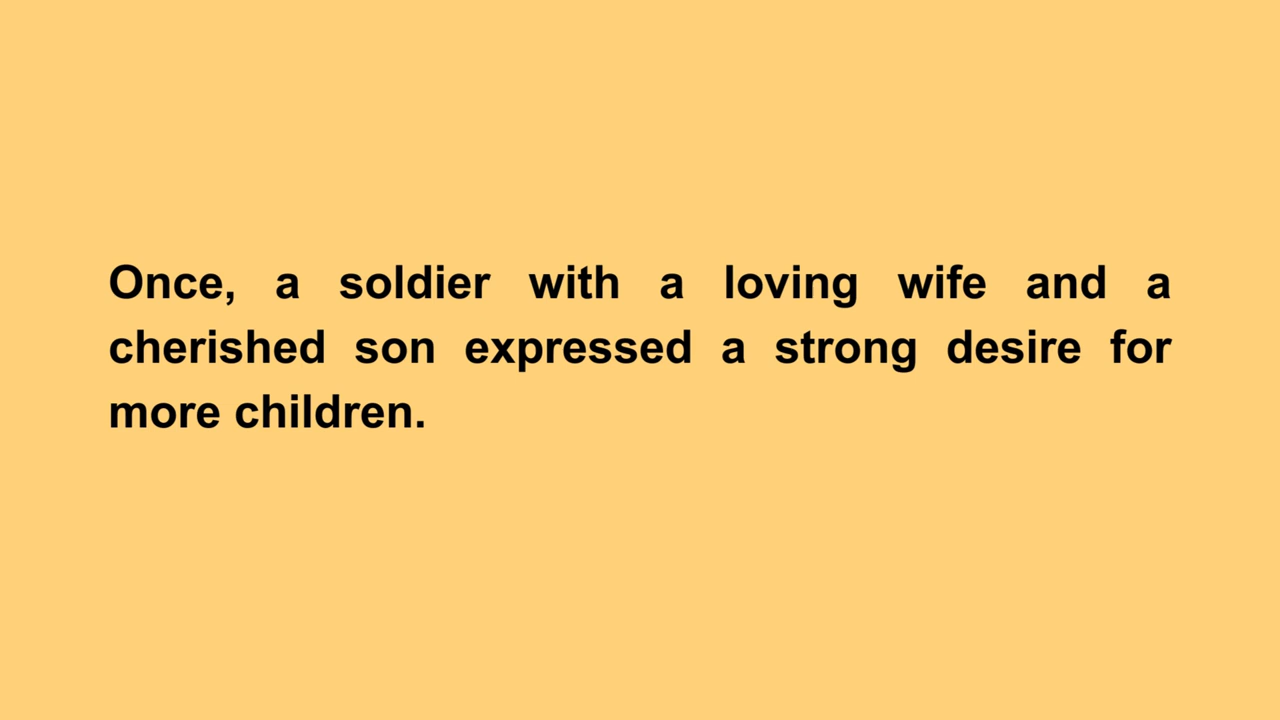 Once, a soldier with a loving wife and a
cherished son expressed a strong desire for
more children.